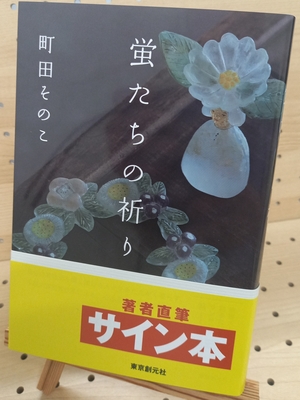 蛍たちの祈り
町田そのこ
著者直筆
サイン本
東京創元社